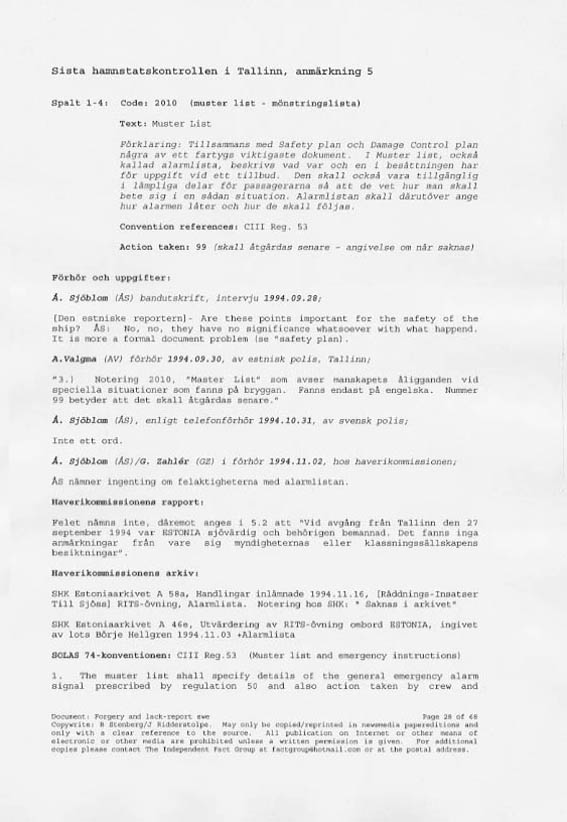 Sista hamnstatskontrollen i Tallinn, anmärkning 5
Spalt 1-4: Code: 2010 (muster list - mönstringslista)
Text: Muster List
Förklaring: Tillsammans med Safety plan och Damage Control plan
några av ett fartygs viktigaste dokument. I Muster list, också
kallad alarmlista, beskrivs vad var och en i besättningen har
för uppgift vid ett tillbud. Den skall också vara tillgänglig
i lämpliga delar för passagerarna så att de vet hur man skall
bete sig i en sådan situation. Alarmlistan skall därutöver ange
hur alarmen låter och hur de skall följas.
Convention references: CIII Reg. 53
Action taken: 99 (skall åtgärdas senare - angivelse om när saknas)
Förhör och uppgifter:
Å. Sjöblom (ÅS) bandutskrift, intervju 1994.09.28;
[Den estniske reportern]- Are these points important for the safety of the
ship? ÅS: No, no, they have no significance whatsoever with what happend.
It is more a formal document problem (se "safety plan).
A.Valgma (AV) förhör 1994.09.30, av estnisk polis, Tallinn;
"3.) Notering 2010, "Master List" som avser manskapets åligganden vid
speciella situationer som fanns på bryggan. Fanns endast på engelska. Nummer
99 betyder att det skall åtgärdas senare."
Å. Sjöblom (ÅS), enligt telefonförhör 1994.10.31, av svensk polis;
Inte ett ord.
Å. Sjöblom (ÅS)/G. Zahlér (GZ) i förhör 1994.11.02, hos haverikommissionen;
ÅS nämner ingenting om felaktigheterna med alarmlistan.
Haverikommissionens rapport:
Felet nämns inte, däremot anges i 5.2 att "Vid avgång från Tallinn den 27
september 1994 var ESTONIA sjövärdig och behörigen bemannad. Det fanns inga
anmärkningar från vare sig myndigheternas eller klassningssällskapens
besiktningar".
Haverikommissionens arkiv:
SHK Estoniaarkivet A 58a, Handlingar inlämnade 1994.11.16, [Räddnings-Insatser
Till Sjöss] RITS-övning, Alarmlista. Notering hos SHK: " Saknas i arkivet"
SHK Estoniaarkivet A 46e, Utvärdering av RITS-övning ombord ESTONIA, ingivet
av lots Börje Hellgren 1994.11.03 +Alarmlista
SOLAS 74-konventionen: CIII Reg.53 (Muster list and emergency instructions)
1. The muster list shall specify details of the general emergency alarm
signal prescribed by regulation 50 and also action taken by crew and
Document: Forgery and lack-report swe Page 28 of 68
Copywrite: B Stenberg/J Ridderstolpe. May only be copied/reprinted in newsmedia papereditions and
only with a clear reference to the source. All publication on Internet or other means of
electronic or other media are prohibited unless a written permission is given. For additional
copies please contact The Independent Fact Group at factgroup@hotmail.com or at the postal address.